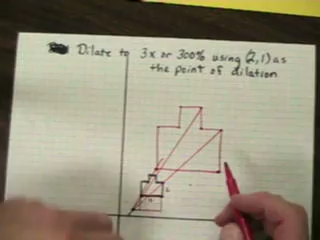 Dilate to 3x or 300% using (2,1) as
the point of dilation